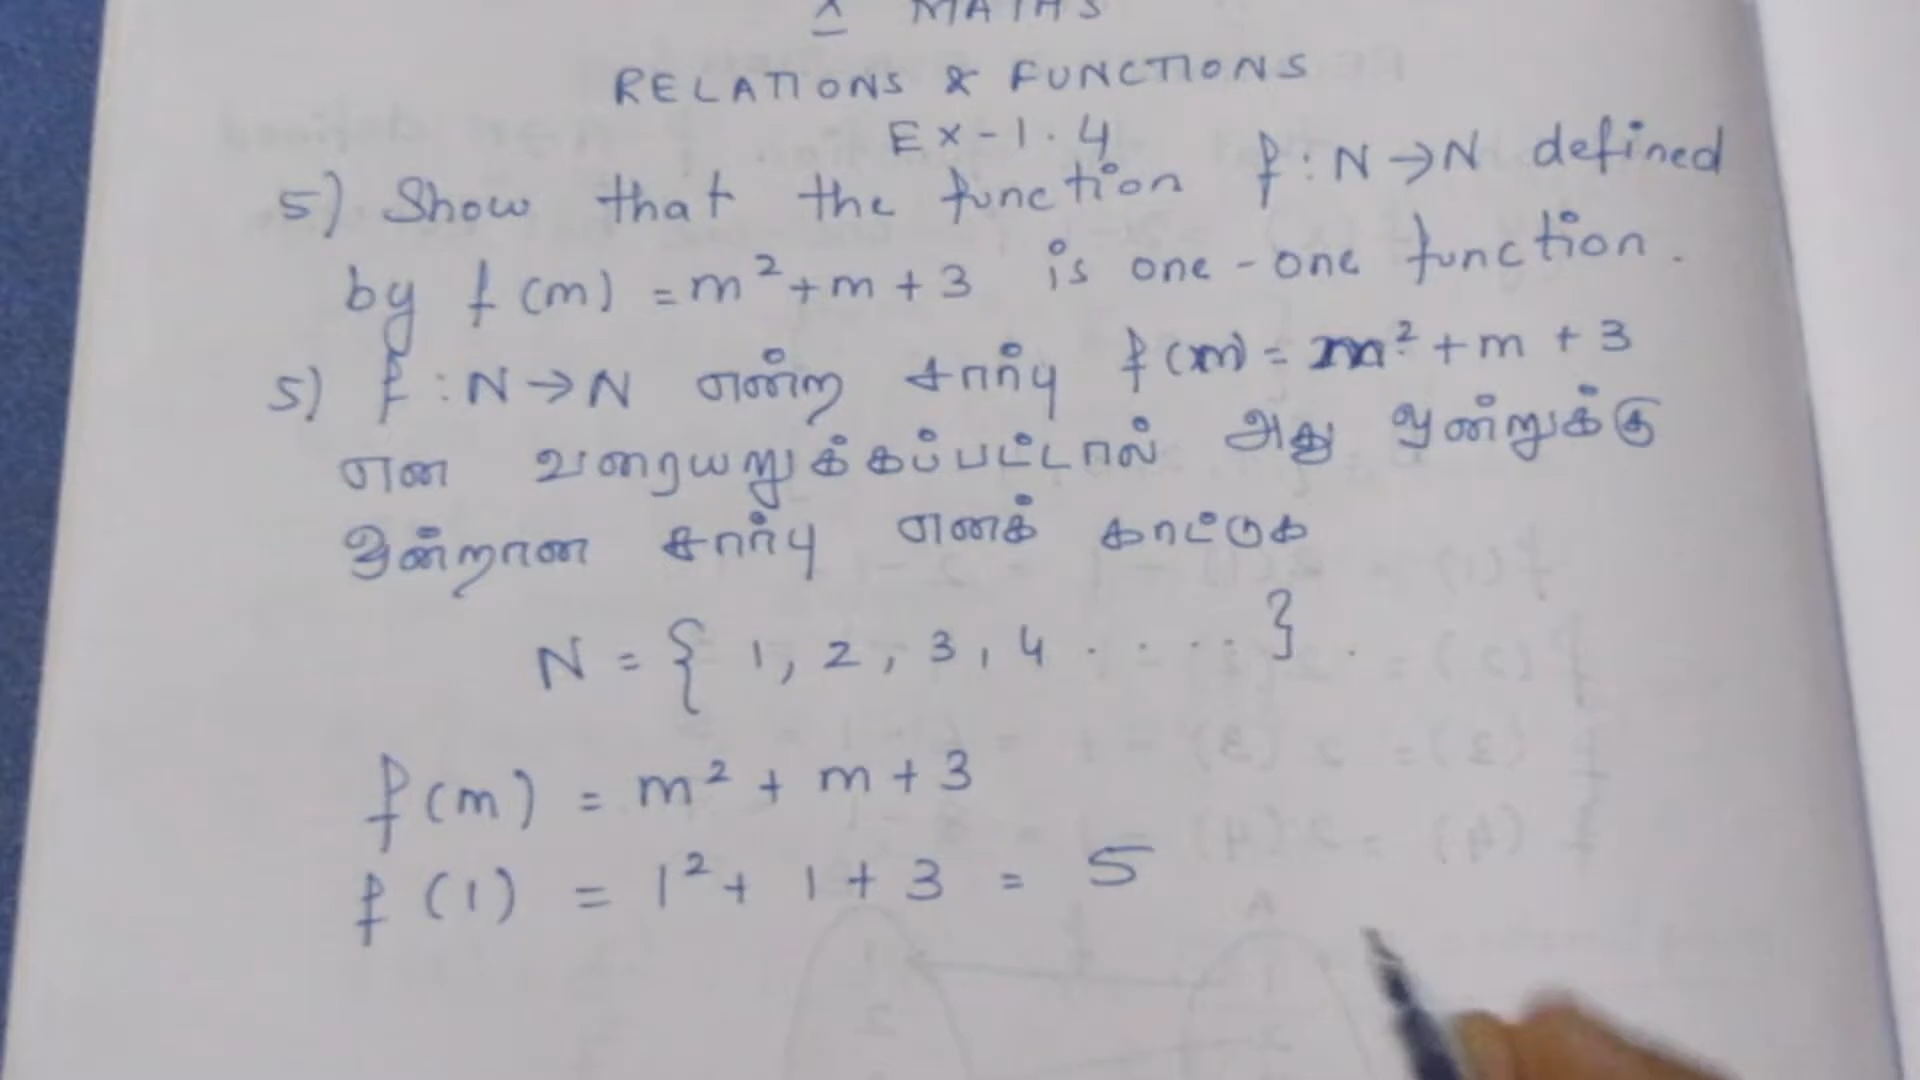 X MATHS
RELATIONS & FUNCTIONS
Ex-1.4
5) Show that the function f : N → N defined
by f(m) = m² + m + 3 is one-one function.
5) f : N → N என்ற சார்பு f(m) = m² + m + 3
என வரையறுக்கப்பட்டால் அது ஒன்றுக்கு
ஒன்றான சார்பு எனக் காட்டுக
N = { 1, 2, 3, 4 . . . . }.
f(m) = m² + m + 3
f(1) = 1² + 1 + 3 = 5